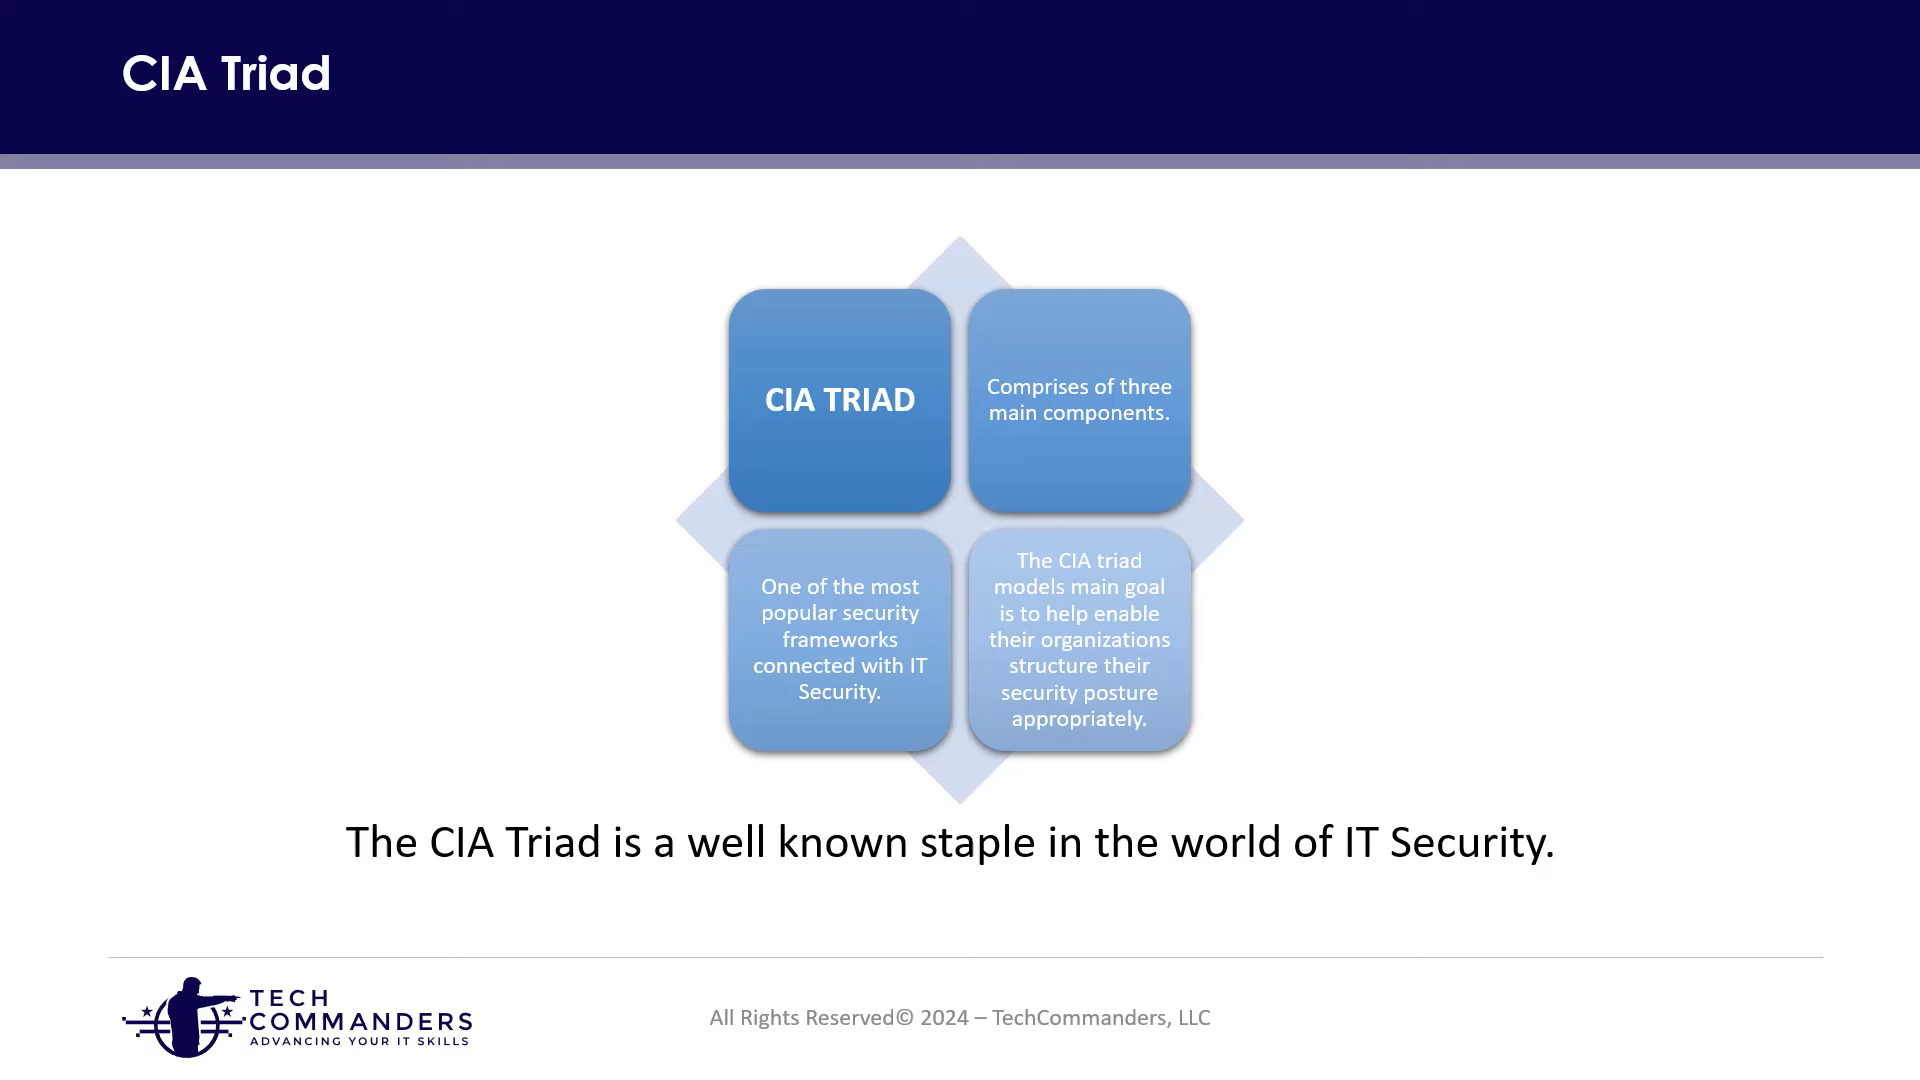 CIA Triad
CIA TRIAD
Comprises of three
main components.
One of the most
popular security
frameworks
connected with IT
Security.
The CIA triad
models main goal
is to help enable
their organizations
structure their
security posture
appropriately.
The CIA Triad is a well known staple in the world of IT Security.
TECH
COMMANDERS
ADVANCING YOUR IT SKILLS
All Rights Reserved© 2024 – TechCommanders, LLC